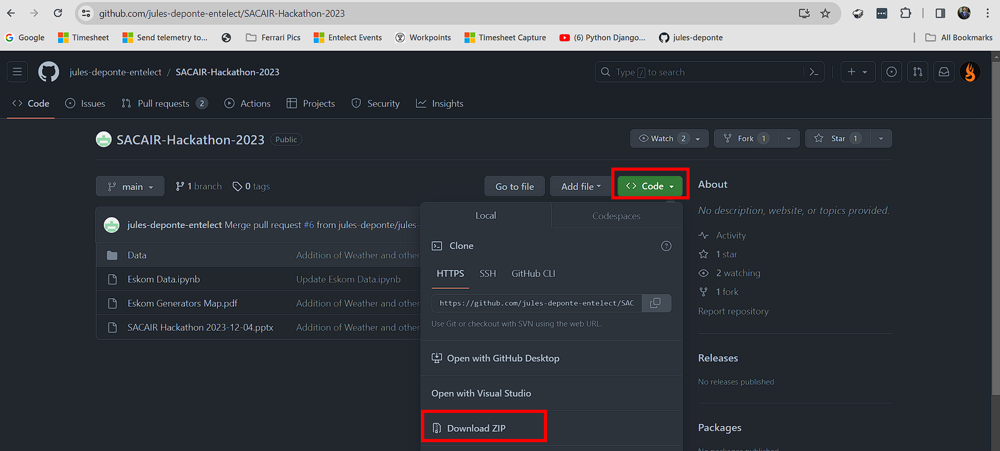 github.com/jules-deponte-entelect/SACAIR-Hackathon-2023
Google Timesheet Send telemetry to... Ferrari Pics Entelect Events Workpoints Timesheet Capture (6) Python Django... jules-deponte All Bookmarks
jules-deponte-entelect / SACAIR-Hackathon-2023 Type / to search
Code Issues Pull requests 2 Actions Projects Security Insights
SACAIR-Hackathon-2023 Public Watch 2 Fork 1 Star 1
main 1 branch 0 tags Go to file Add file Code About
Local Codespaces
No description, website, or topics provided.
jules-deponte-entelect Merge pull request #6 from jules-deponte/jules-
Activity
Clone
Data Addition of Weather and other
1 star
HTTPS SSH GitHub CLI
2 watching
Eskom Data.ipynb Update Eskom Data.ipynb
1 fork
Eskom Generators Map.pdf Addition of Weather and other
https://github.com/jules-deponte-entelect/SAC
Report repository
Use Git or checkout with SVN using the web URL.
SACAIR Hackathon 2023-12-04.pptx Addition of Weather and other
Open with GitHub Desktop
Releases
No releases published
Open with Visual Studio
Download ZIP
Packages
No packages published